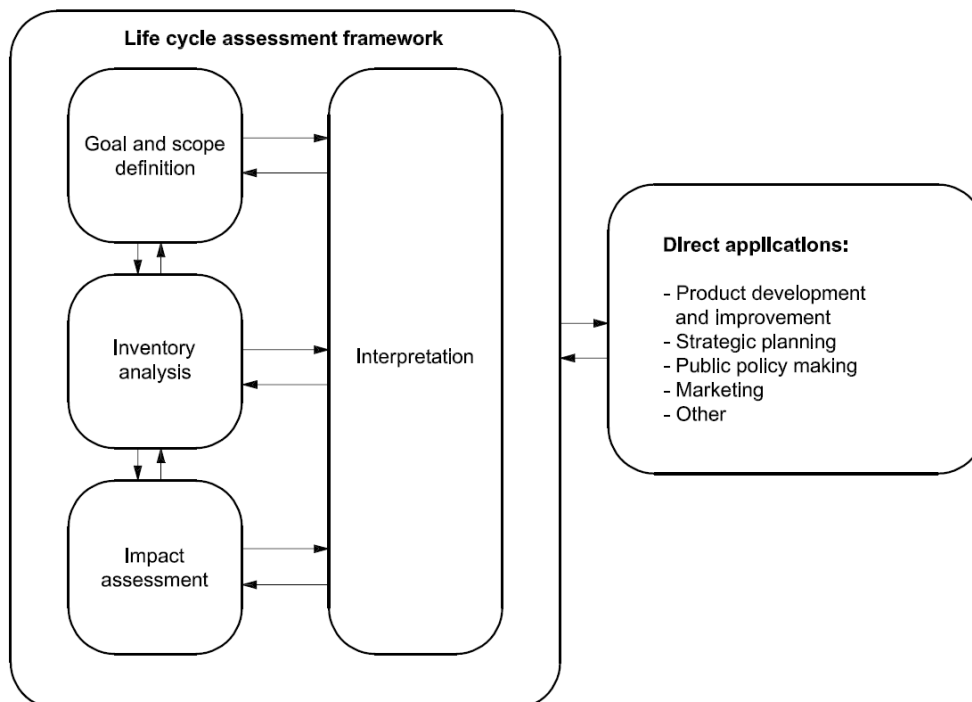 Life cycle assessment framework
Goal and scope
definition
Inventory
analysis
Impact
assessment
Interpretation
Direct applications:
- Product development
and improvement
- Strategic planning
- Public policy making
- Marketing
- Other